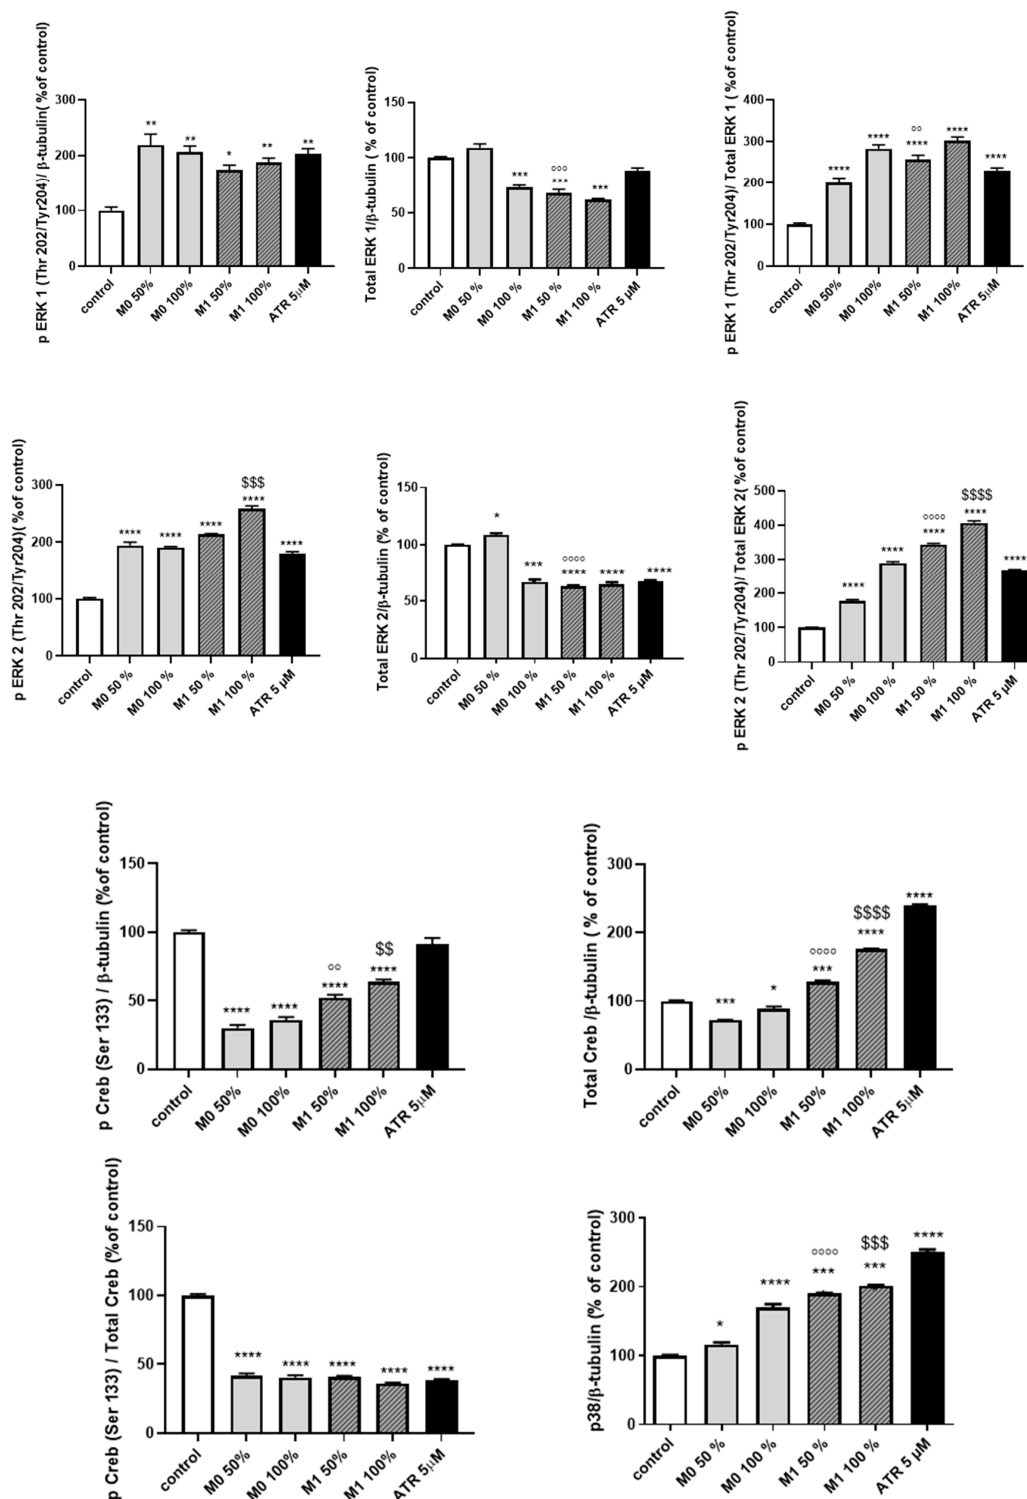 p ERK 1 (Thr 202/Tyr204)/ β-tubulin( %of control)
300
200
100
0
** ** * ** **
control M0 50% M0 100% M1 50% M1 100% ATR 5μM
Total ERK 1/β-tubulin ( % of control)
150
100
50
0
°°°
*** *** ***
control M0 50 % M0 100 % M1 50 % M1 100 % ATR 5 μM
p ERK 1 (Thr 202/Tyr204)/ Total ERK 1 ( %of control)
400
300
200
100
0
°°
**** **** **** **** ****
control M0 50% M0 100% M1 50% M1 100% ATR 5μM
p ERK 2 (Thr 202/Tyr204)( %of control)
300
200
100
0
$$$
**** **** **** **** ****
control M0 50 % M0 100 % M1 50 % M1 100 % ATR 5 μM
Total ERK 2/β-tubulin (% of control)
150
100
50
0
°°°°
* *** **** **** ****
control M0 50 % M0 100 % M1 50 % M1 100 % ATR 5 μM
p ERK 2 (Thr 202/Tyr204)/ Total ERK 2( %of control)
500
400
300
200
100
0
°°°° $$$$
**** **** **** **** ****
control M0 50 % M0 100 % M1 50 % M1 100 % ATR 5 μM
p Creb (Ser 133) / β-tubulin (%of control)
150
100
50
0
°° $$
**** **** **** ****
control M0 50% M0 100% M1 50% M1 100% ATR 5μM
Total Creb /β-tubulin ( % of control)
300
200
100
0
°°°° $$$$
*** * *** **** ****
control M0 50% M0 100% M1 50% M1 100% ATR 5μM
p Creb (Ser 133) / Total Creb (%of control)
150
100
50
0
**** **** **** **** ****
control M0 50% M0 100% M1 50% M1 100% ATR 5μM
p38/β-tubulin (% of control)
300
200
100
0
°°°° $$$
* **** *** *** ****
control M0 50 % M0 100 % M1 50 % M1 100 % ATR 5 μM